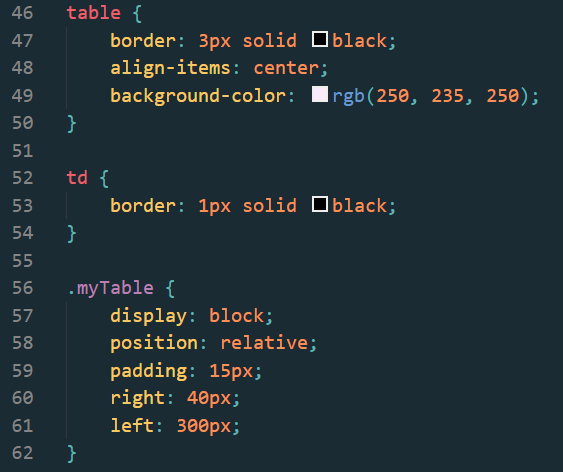 46 table {
47     border: 3px solid black;
48     align-items: center;
49     background-color: rgb(250, 235, 250);
50 }
51
52 td {
53     border: 1px solid black;
54 }
55
56 .myTable {
57     display: block;
58     position: relative;
59     padding: 15px;
60     right: 40px;
61     left: 300px;
62 }